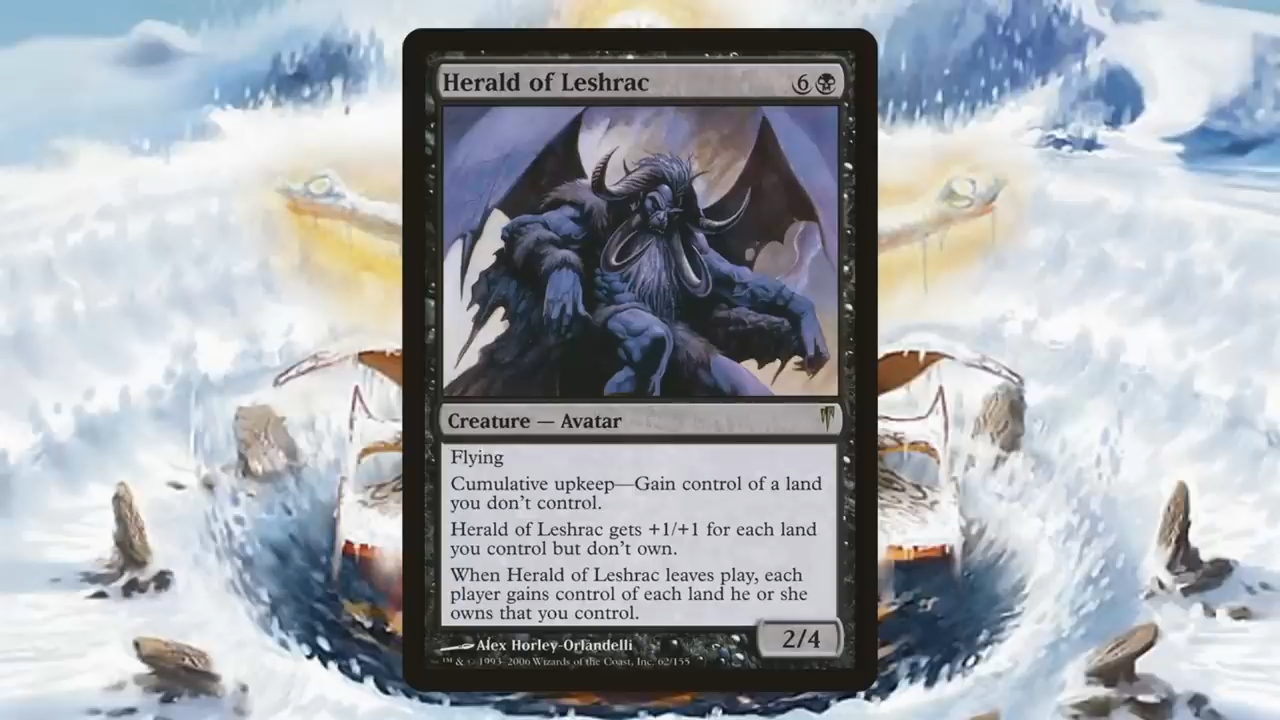 Herald of Leshrac 6
Creature — Avatar
Flying
Cumulative upkeep—Gain control of a land
you don't control.
Herald of Leshrac gets +1/+1 for each land
you control but don't own.
When Herald of Leshrac leaves play, each
player gains control of each land he or she
owns that you control.
2/4
Alex Horley-Orlandelli
™ & © 1993-2006 Wizards of the Coast, Inc. 62/155